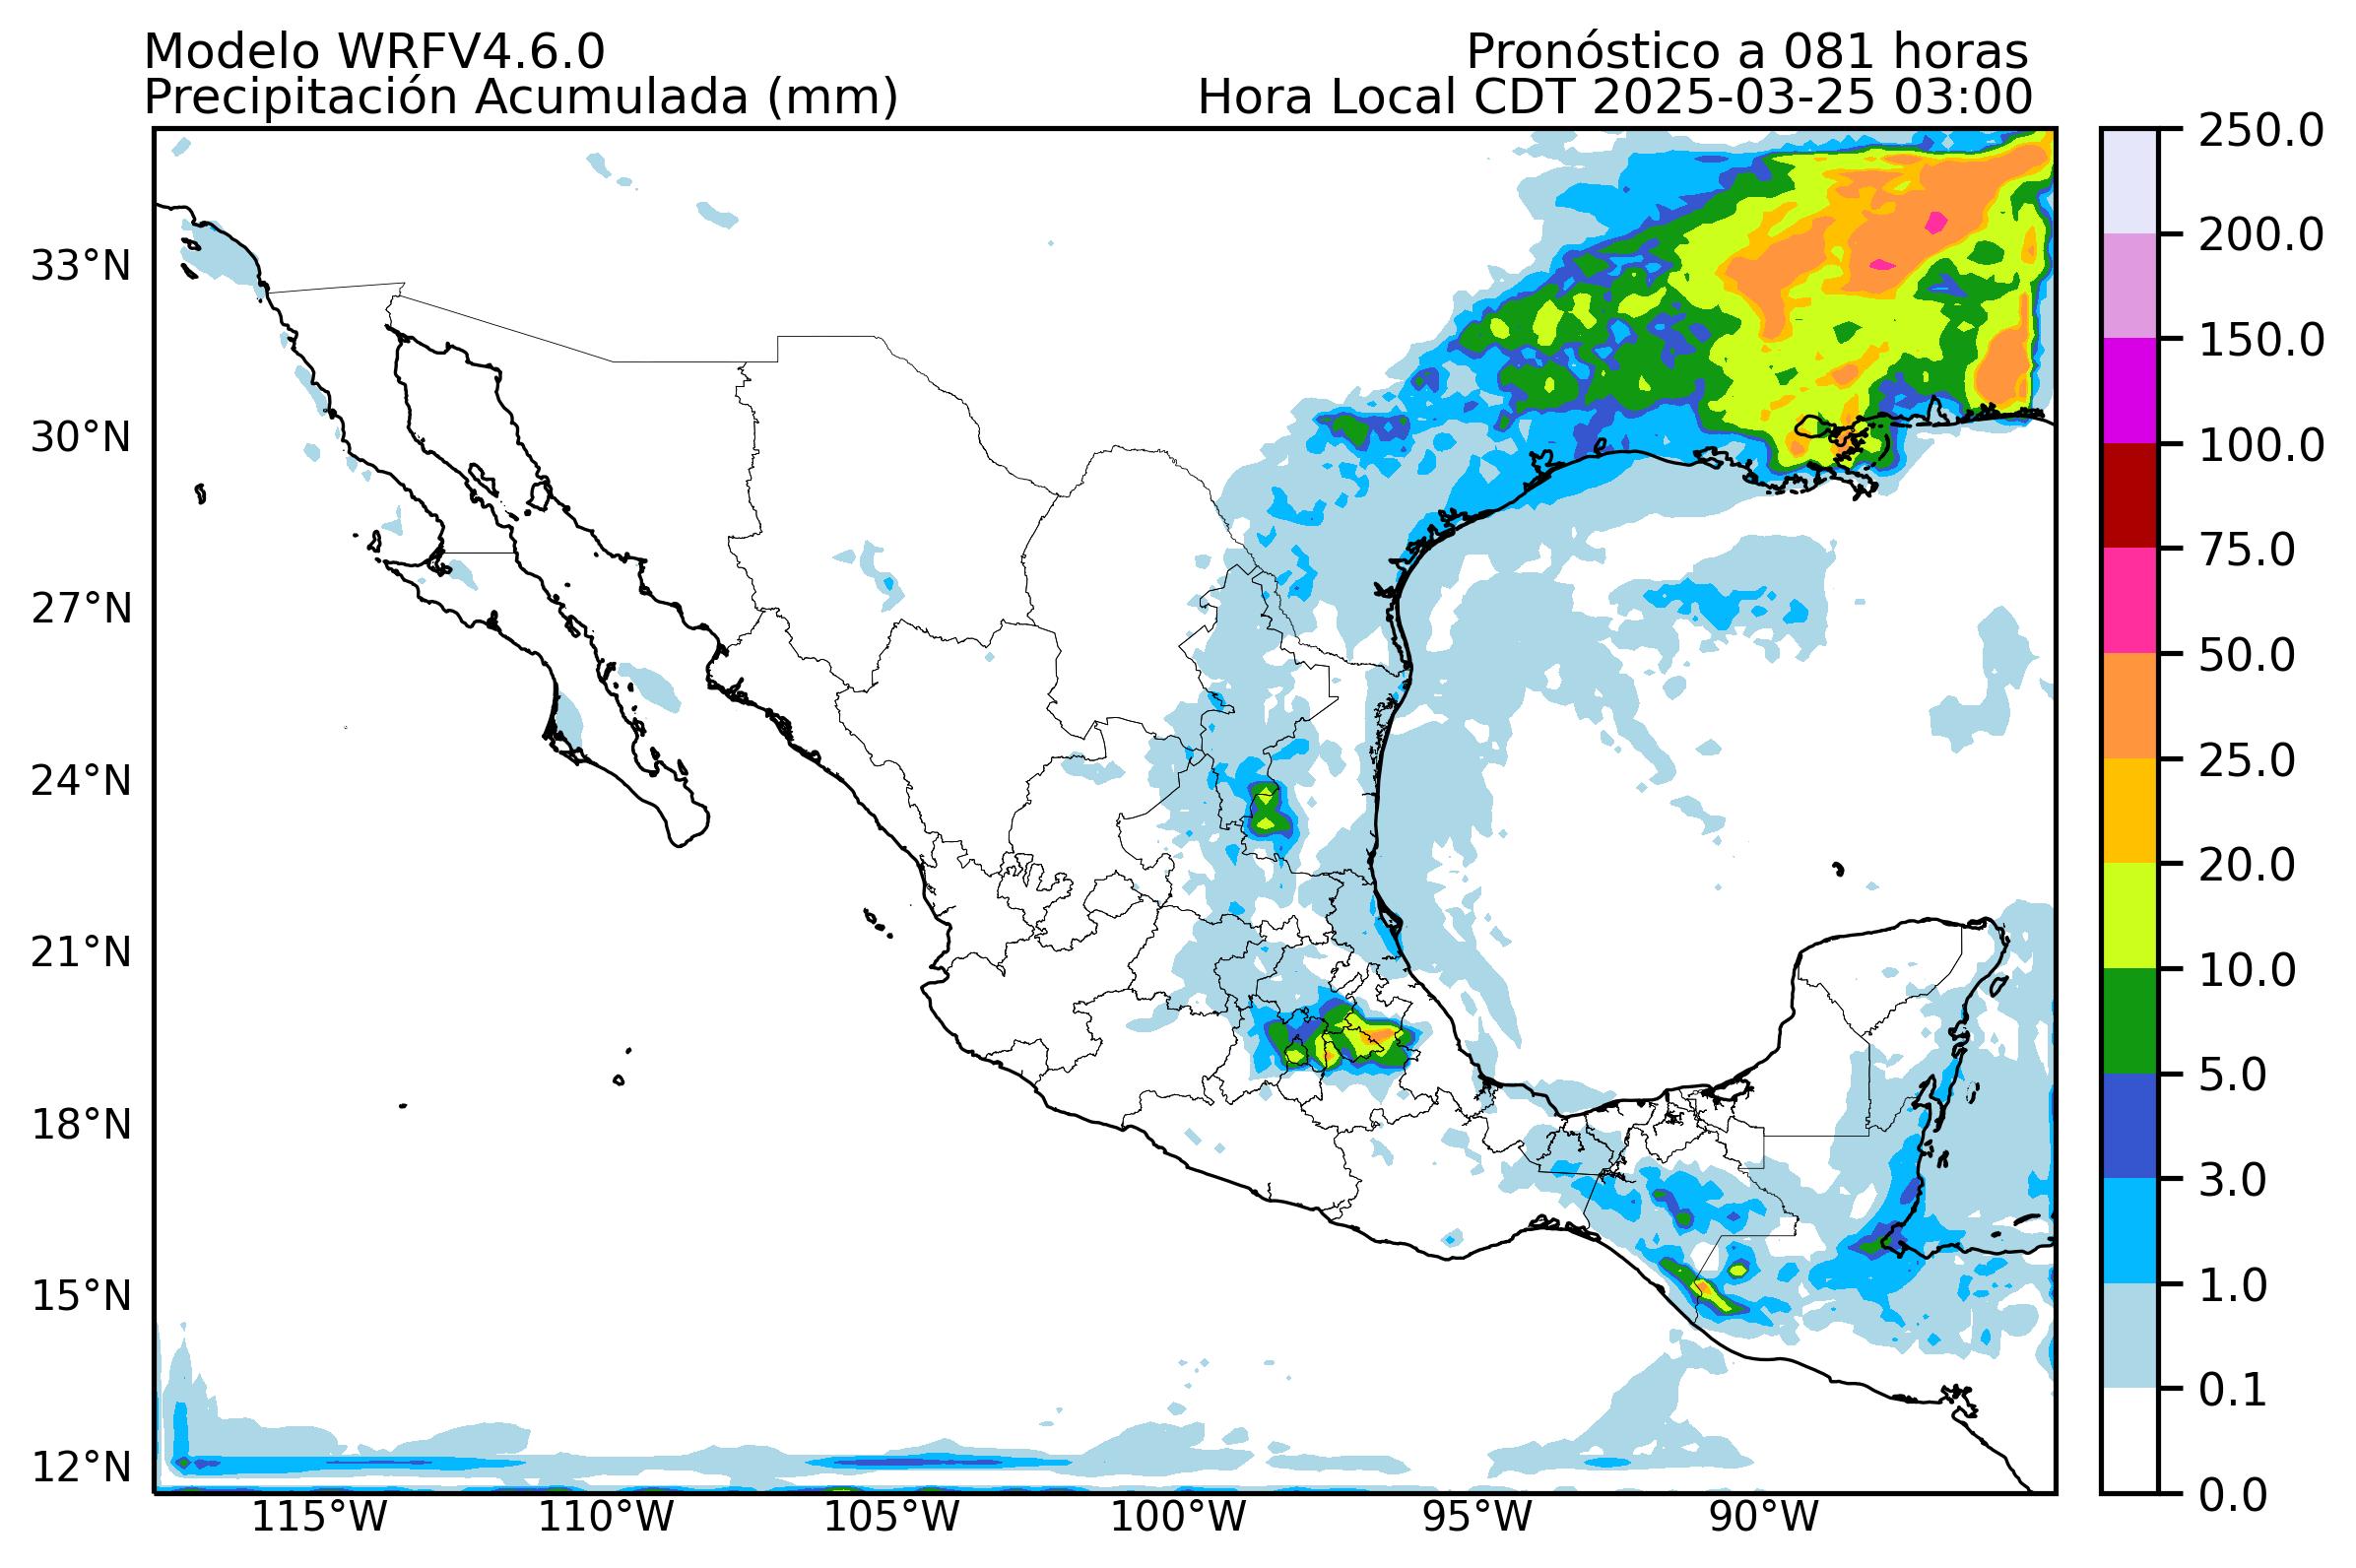 Modelo WRFV4.6.0
Pronóstico a 081 horas
Precipitación Acumulada (mm)
Hora Local CDT 2025-03-25 03:00
33°N
30°N
27°N
24°N
21°N
18°N
15°N
12°N
115°W
110°W
105°W
100°W
95°W
90°W
250.0
200.0
150.0
100.0
75.0
50.0
25.0
20.0
10.0
5.0
3.0
1.0
0.1
0.0